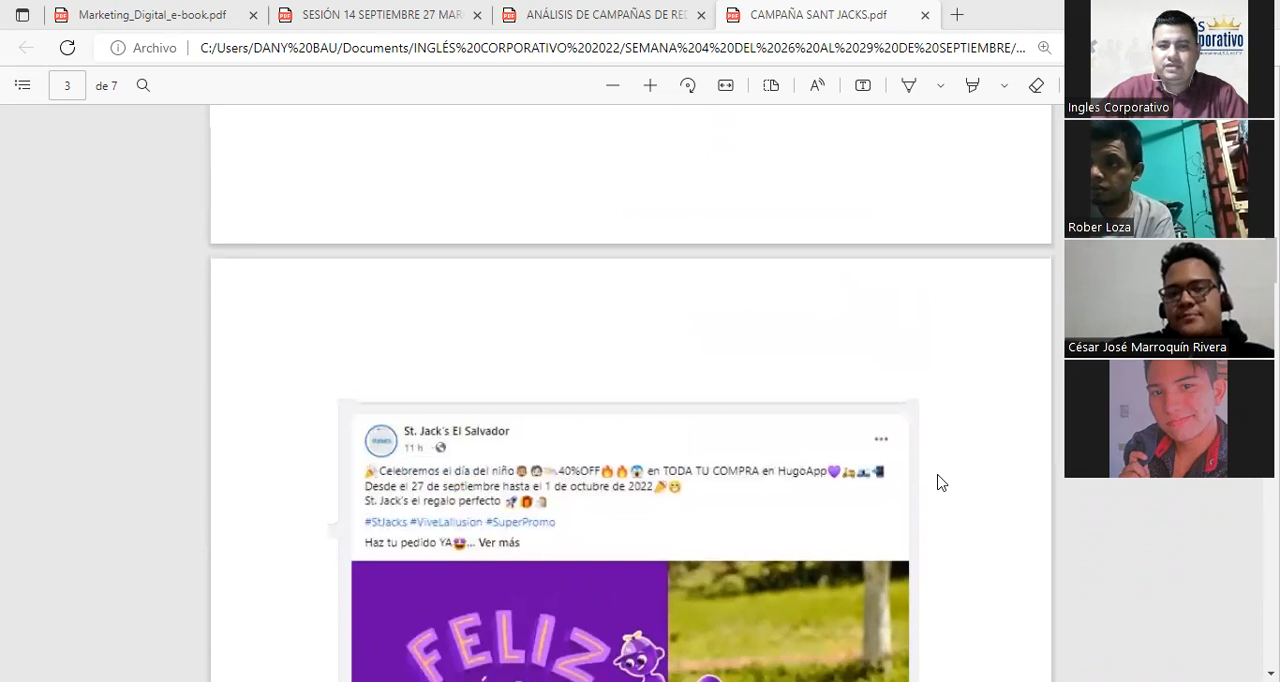 Marketing_Digital_e-book.pdf
SESIÓN 14 SEPTIEMBRE 27 MAR
ANÁLISIS DE CAMPAÑAS DE RED
CAMPAÑA SANT JACKS.pdf
Archivo
C:/Users/DANY%20BAU/Documents/INGLÉS%20CORPORATIVO%202022/SEMANA%204%20DEL%2026%20AL%2029%20DE%20SEPTIEMBRE/...
3
de 7
St. Jack's El Salvador
11 h
Celebremos el día del niño 40%OFF en TODA TU COMPRA en HugoApp
Desde el 27 de septiembre hasta el 1 de octubre de 2022
St. Jack's el regalo perfecto
#StJacks #ViveLaIlusion #SuperPromo
Haz tu pedido YA ... Ver más
FELIZ
Ingles Corporativo
Rober Loza
César José Marroquín Rivera